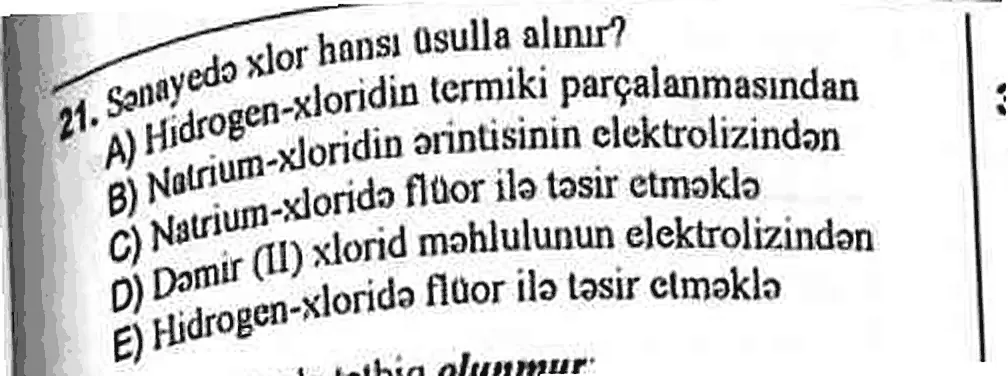 21. Sənayedə xlor hansı üsulla alınır?
A) Hidrogen-xloridin termiki parçalanmasından
B) Natrium-xloridin ərintisinin elektrolizindən
C) Natrium-xloridə flüor ilə təsir etməklə
D) Dəmir (II) xlorid məhlulunun elektrolizindən
E) Hidrogen-xloridə flüor ilə təsir etməklə
olunmur